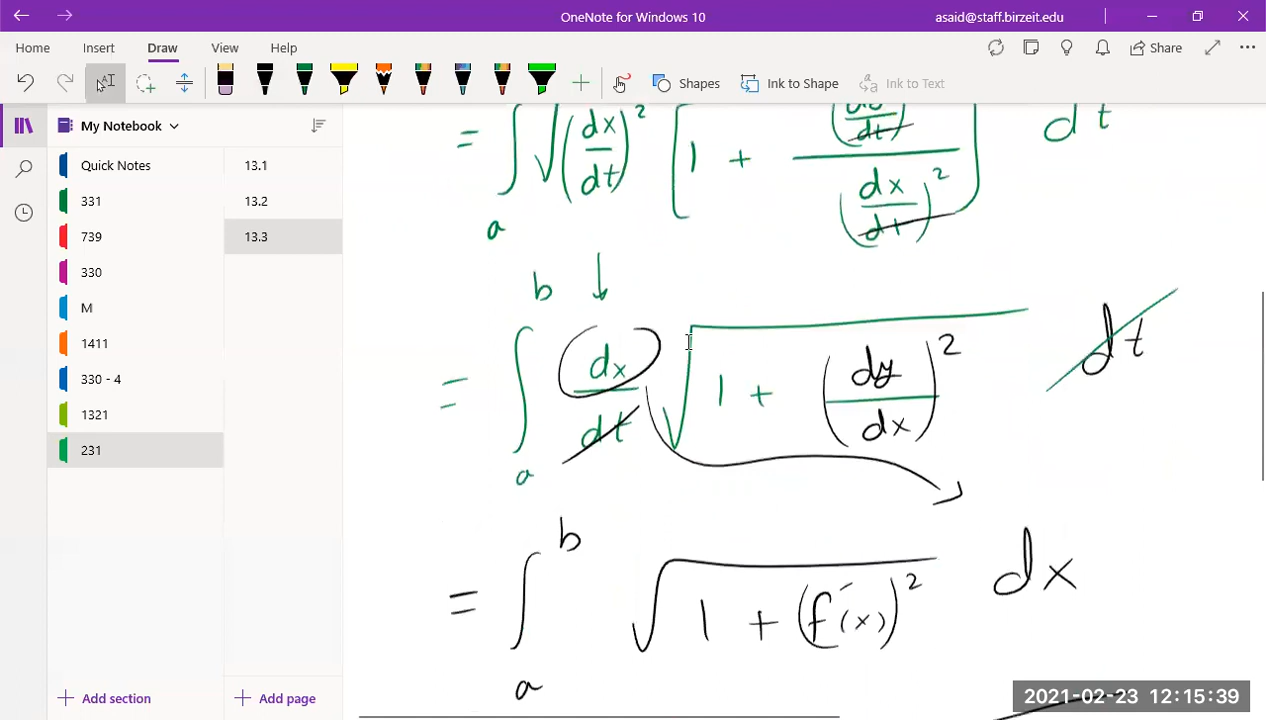 OneNote for Windows 10
asaid@staff.birzeit.edu
Home Insert Draw View Help
Share
Shapes Ink to Shape Ink to Text
My Notebook
Quick Notes
331
739
330
M
1411
330 - 4
1321
231
13.1
13.2
13.3
= ∫ₐ √(dx/dt)² [1 + (/dt)/(dx/dt)²] dt
= ∫ₐᵇ dx/dt √(1 + (dy/dx)²) dt
= ∫ₐᵇ √(1 + (f′(x))²) dx
Add section
Add page
2021-02-23 12:15:39